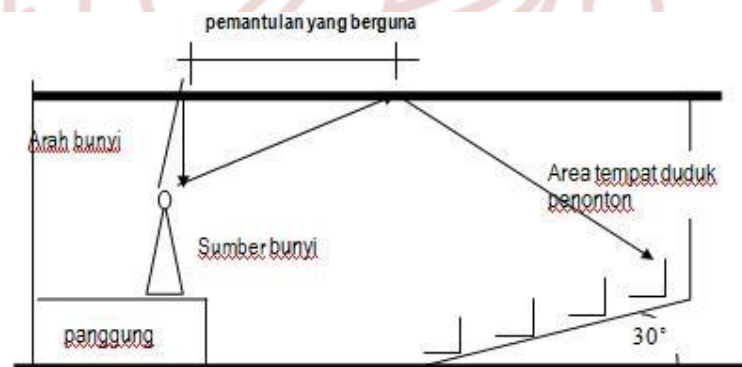 pemantulan yang berguna
Arah bunyi
Area tempat duduk
penonton
Sumber bunyi
panggung
30°